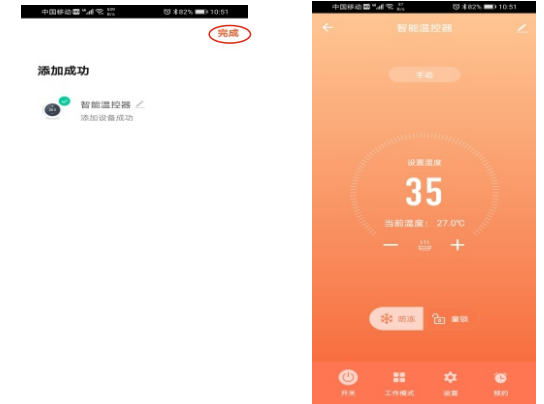 中国移动
82% 10:51
完成
添加成功
智能温控器
添加设备成功
中国移动
82% 10:51
智能温控器
手动
设置温度
35
当前温度： 27.0℃
防冻 童锁
开关 工作模式 设置 预约